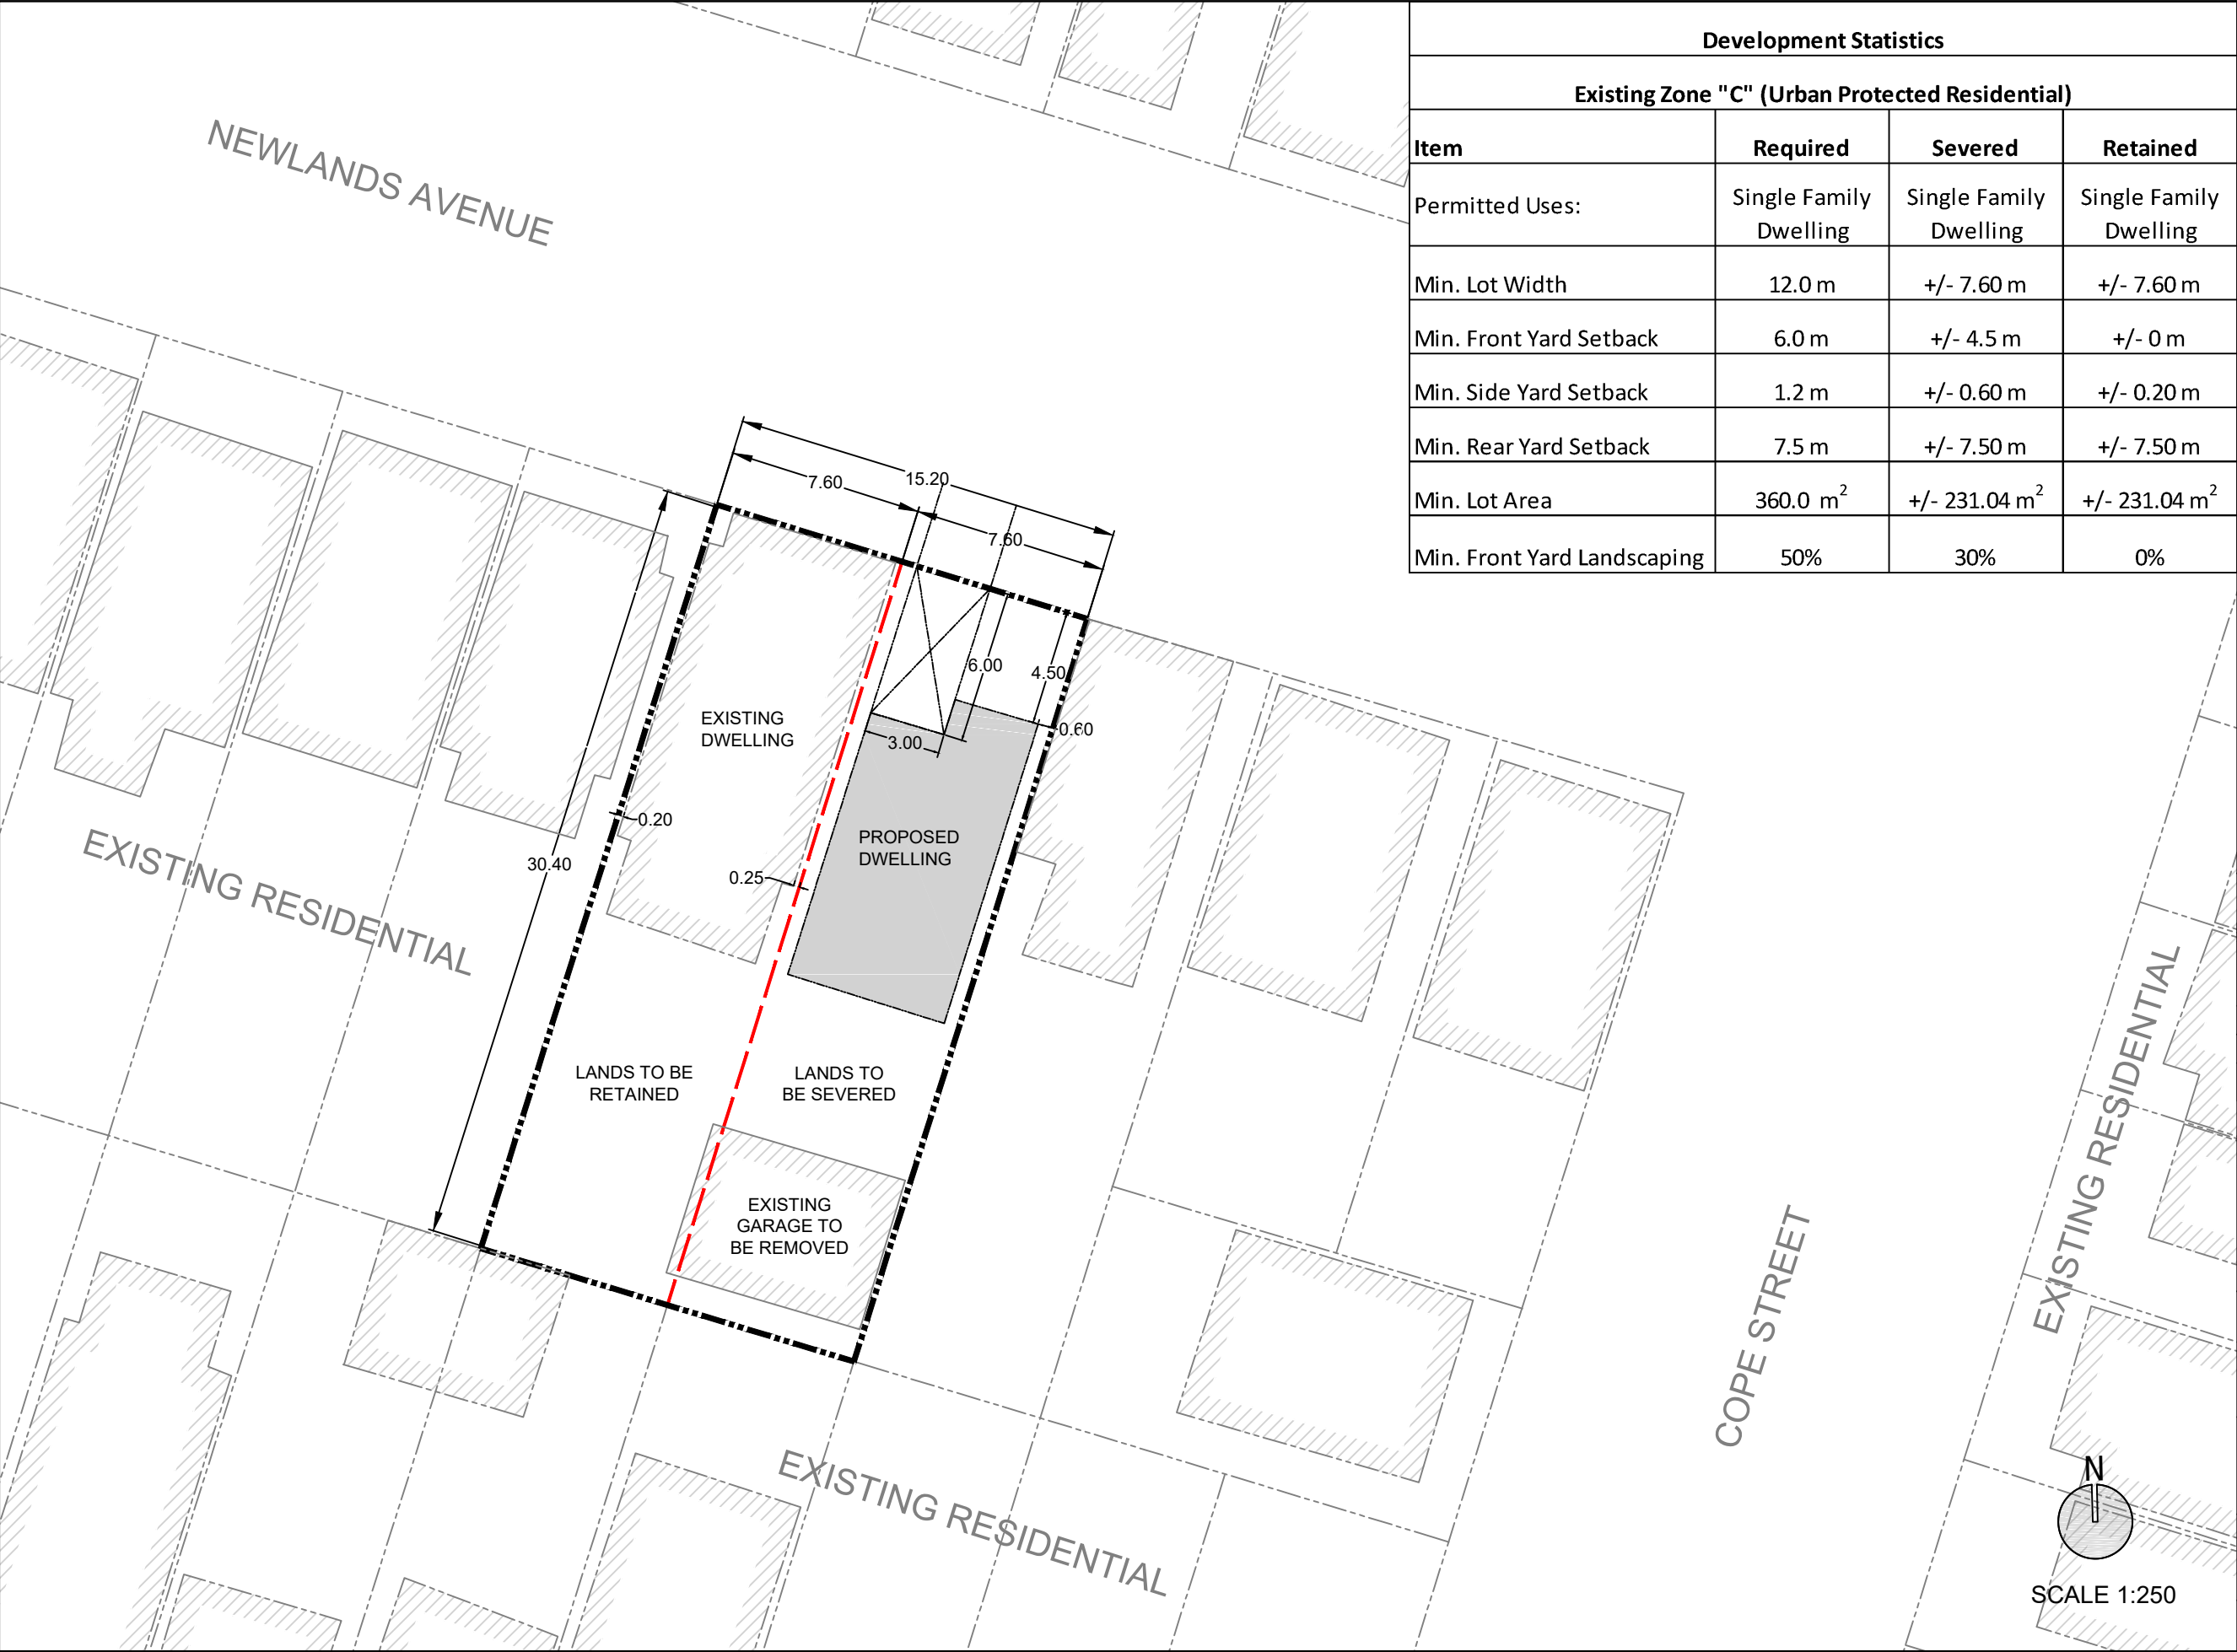 Development Statistics
Existing Zone "C" (Urban Protected Residential)
Item Required Severed Retained
Permitted Uses: Single Family Dwelling Single Family Dwelling Single Family Dwelling
Min. Lot Width 12.0 m +/- 7.60 m +/- 7.60 m
Min. Front Yard Setback 6.0 m +/- 4.5 m +/- 0 m
Min. Side Yard Setback 1.2 m +/- 0.60 m +/- 0.20 m
Min. Rear Yard Setback 7.5 m +/- 7.50 m +/- 7.50 m
Min. Lot Area 360.0 m² +/- 231.04 m² +/- 231.04 m²
Min. Front Yard Landscaping 50% 30% 0%
NEWLANDS AVENUE
15.20
7.60
7.60
6.00
4.50
0.60
3.00
EXISTING
DWELLING
0.20
PROPOSED
DWELLING
30.40
0.25
EXISTING RESIDENTIAL
LANDS TO BE
RETAINED
LANDS TO
BE SEVERED
EXISTING
GARAGE TO
BE REMOVED
EXISTING RESIDENTIAL
COPE STREET
EXISTING RESIDENTIAL
N
SCALE 1:250